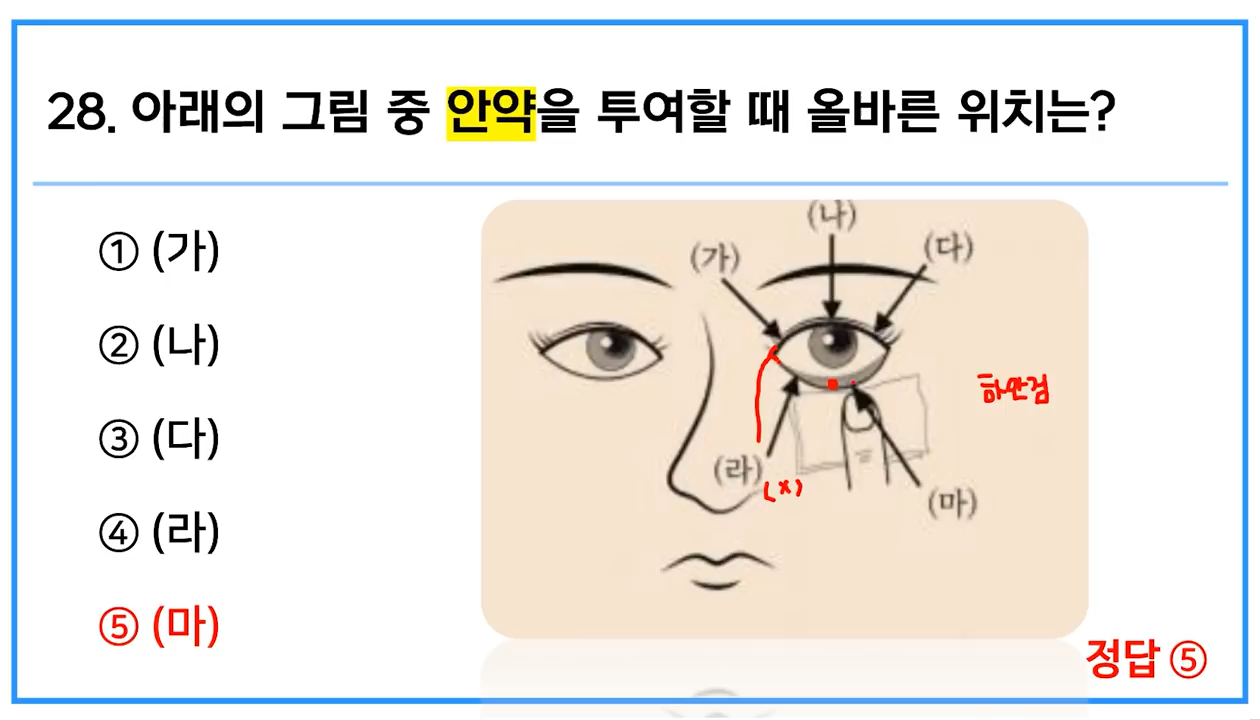 28. 아래의 그림 중 안약을 투여할 때 올바른 위치는?
① (가)
② (나)
③ (다)
④ (라)
⑤ (마)
(나)
(가)
(다)
하안검
(라)
(x)
(마)
정답 ⑤